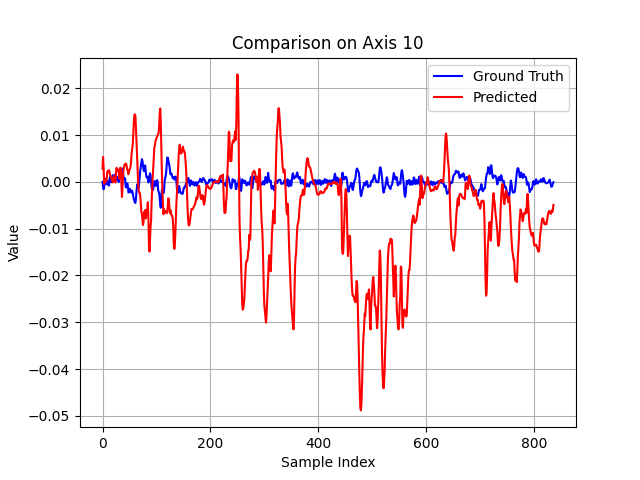 Comparison on Axis 10
Ground Truth
Predicted
0.02
0.01
0.00
−0.01
−0.02
−0.03
−0.04
−0.05
Value
0 200 400 600 800
Sample Index